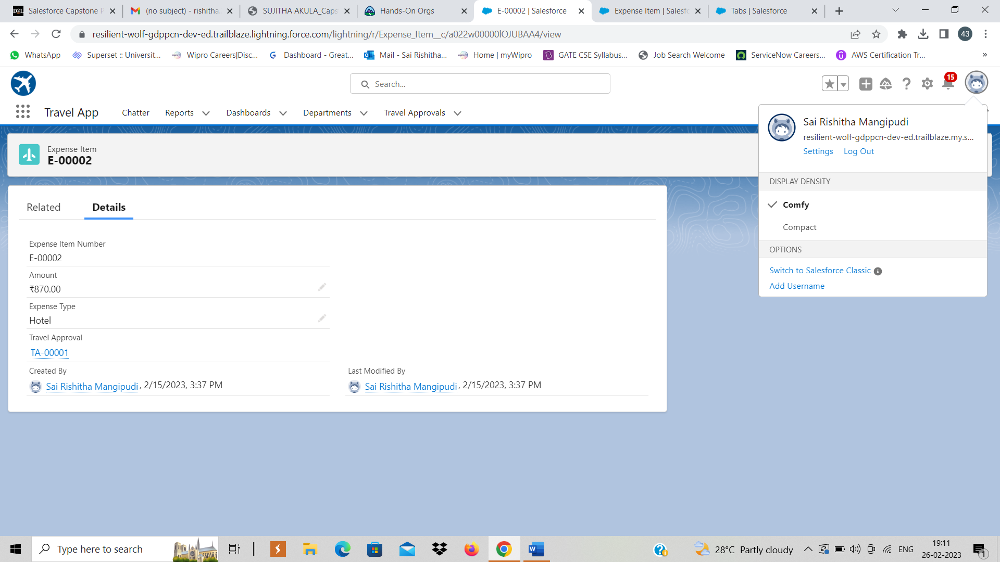 D2L Salesforce Capstone P
(no subject) - rishitha.
SUJITHA AKULA_Caps
Hands-On Orgs
E-00002 | Salesforce
Expense Item | Salesfo
Tabs | Salesforce
resilient-wolf-gdppcn-dev-ed.trailblaze.lightning.force.com/lightning/r/Expense_Item__c/a022w00000lOJUBAA4/view
43
WhatsApp
Superset :: Universit...
Wipro Careers|Disc...
G Dashboard - Great...
Mail - Sai Rishitha...
Home | myWipro
GATE CSE Syllabus...
Job Search Welcome
ServiceNow Careers...
AWS Certification Tr...
»
Search...
15
Travel App
Chatter
Reports
Dashboards
Departments
Travel Approvals
Sai Rishitha Mangipudi
resilient-wolf-gdppcn-dev-ed.trailblaze.my.s...
Settings Log Out
DISPLAY DENSITY
Comfy
Compact
OPTIONS
Switch to Salesforce Classic
Add Username
Expense Item
E-00002
Related
Details
Expense Item Number
E-00002
Amount
₹870.00
Expense Type
Hotel
Travel Approval
TA-00001
Created By
Sai Rishitha Mangipudi, 2/15/2023, 3:37 PM
Last Modified By
Sai Rishitha Mangipudi, 2/15/2023, 3:37 PM
Type here to search
28°C Partly cloudy
ENG
19:11
26-02-2023
1